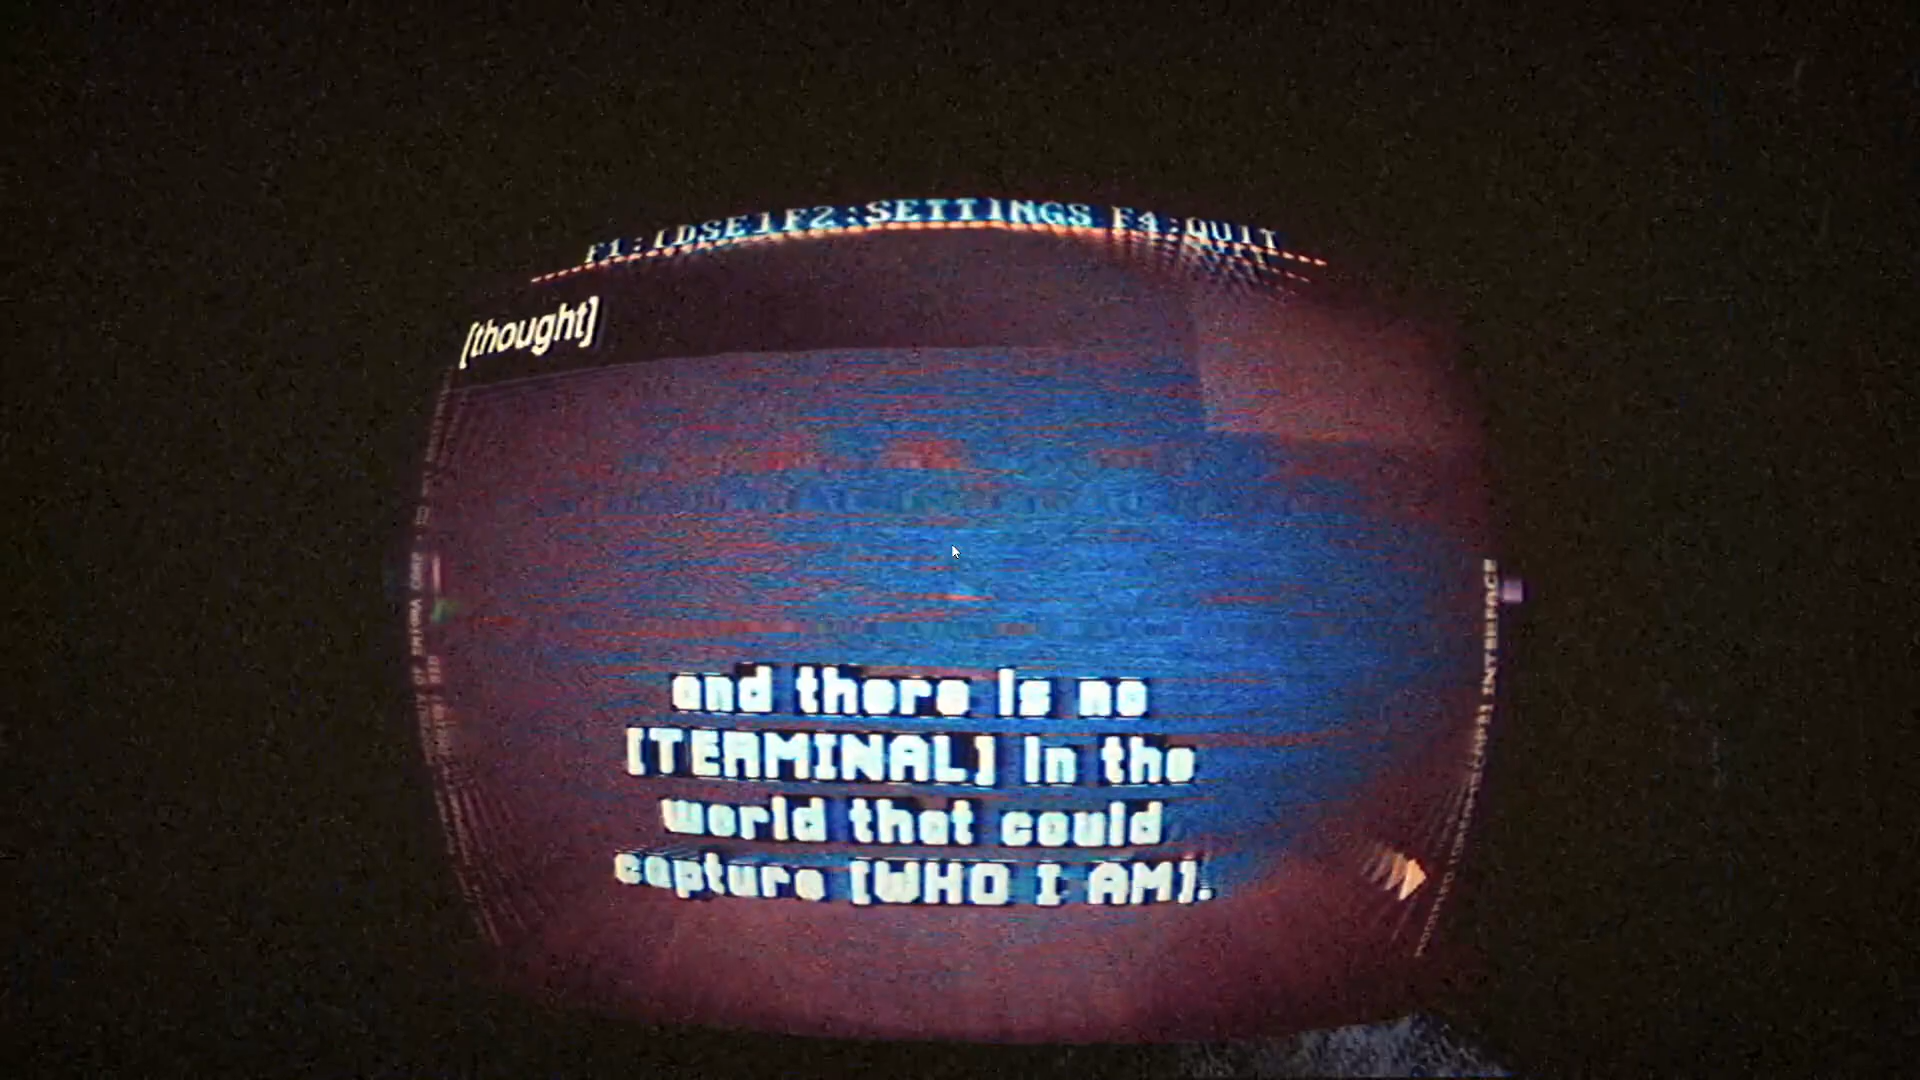 F1:[DSE] F2:SETTINGS F4:QUIT
[thought]
and there is no
[TERMINAL] in the
world that could
capture [WHO I AM].
INTERFACE